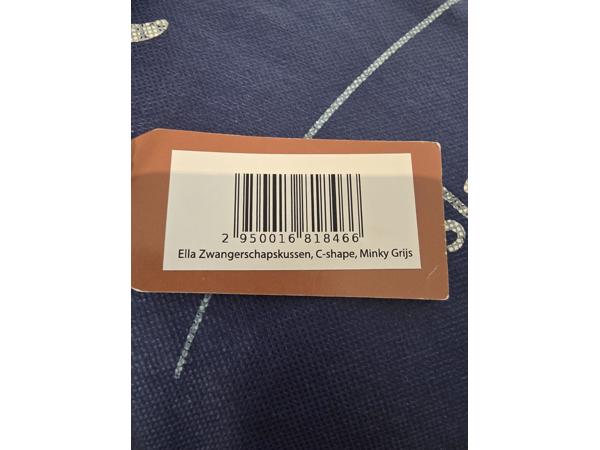 2 950016 818466
Ella Zwangerschapskussen, C-shape, Minky Grijs